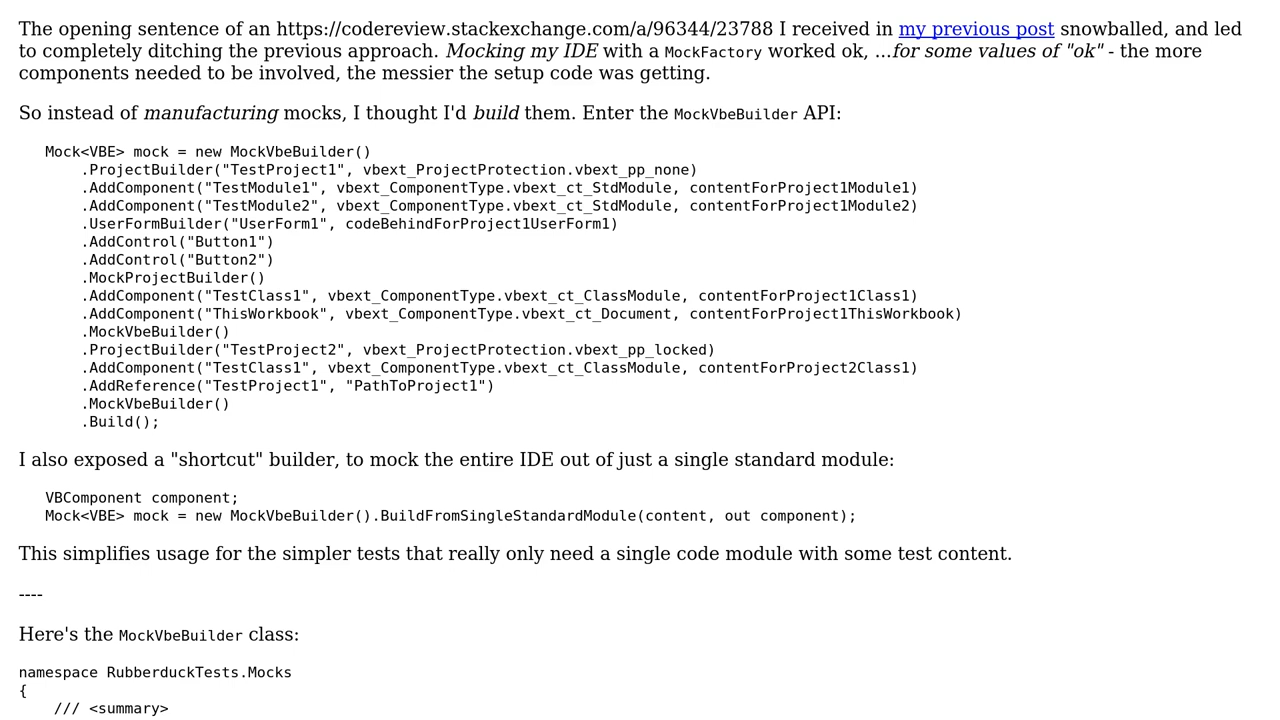 The opening sentence of an https://codereview.stackexchange.com/a/96344/23788 I received in my previous post snowballed, and led
to completely ditching the previous approach. Mocking my IDE with a MockFactory worked ok, ...for some values of "ok" - the more
components needed to be involved, the messier the setup code was getting.
So instead of manufacturing mocks, I thought I'd build them. Enter the MockVbeBuilder API:
Mock<VBE> mock = new MockVbeBuilder()
    .ProjectBuilder("TestProject1", vbext_ProjectProtection.vbext_pp_none)
    .AddComponent("TestModule1", vbext_ComponentType.vbext_ct_StdModule, contentForProject1Module1)
    .AddComponent("TestModule2", vbext_ComponentType.vbext_ct_StdModule, contentForProject1Module2)
    .UserFormBuilder("UserForm1", codeBehindForProject1UserForm1)
    .AddControl("Button1")
    .AddControl("Button2")
    .MockProjectBuilder()
    .AddComponent("TestClass1", vbext_ComponentType.vbext_ct_ClassModule, contentForProject1Class1)
    .AddComponent("ThisWorkbook", vbext_ComponentType.vbext_ct_Document, contentForProject1ThisWorkbook)
    .MockVbeBuilder()
    .ProjectBuilder("TestProject2", vbext_ProjectProtection.vbext_pp_locked)
    .AddComponent("TestClass1", vbext_ComponentType.vbext_ct_ClassModule, contentForProject2Class1)
    .AddReference("TestProject1", "PathToProject1")
    .MockVbeBuilder()
    .Build();
I also exposed a "shortcut" builder, to mock the entire IDE out of just a single standard module:
VBComponent component;
Mock<VBE> mock = new MockVbeBuilder().BuildFromSingleStandardModule(content, out component);
This simplifies usage for the simpler tests that really only need a single code module with some test content.
----
Here's the MockVbeBuilder class:
namespace RubberduckTests.Mocks
{
    /// <summary>